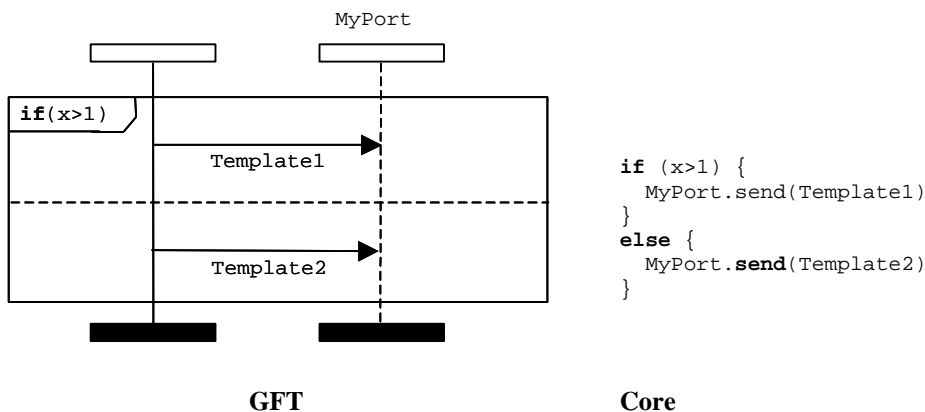 MyPort
if(x>1)
Template1
Template2
if (x>1) {
  MyPort.send(Template1)
}
else {
  MyPort.send(Template2)
}
GFT
Core